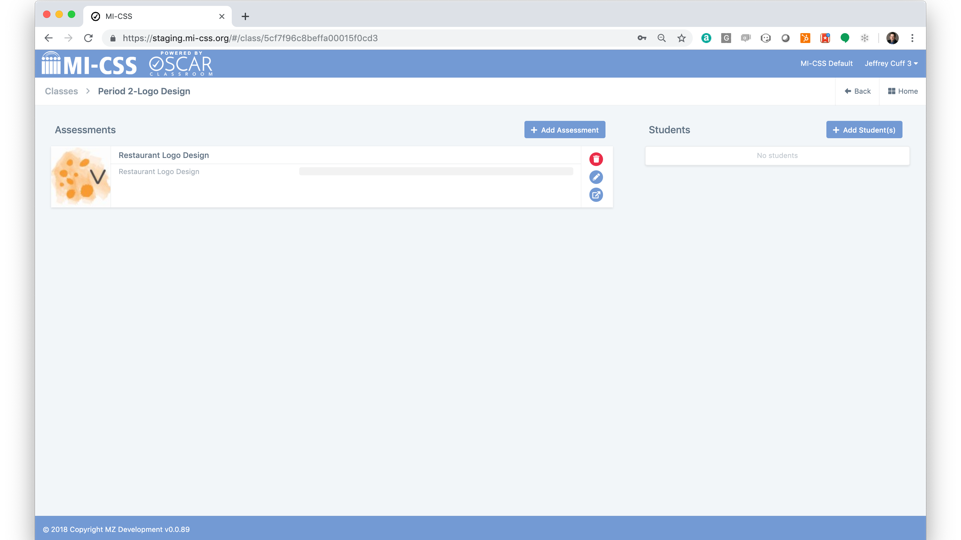 MI-CSS
https://staging.mi-css.org/#/class/5cf7f96c8beffa00015f0cd3
MI-CSS
POWERED BY
OSCAR
CLASSROOM
MI-CSS Default
Jeffrey Cuff 3
Classes > Period 2-Logo Design
Back
Home
Assessments
+ Add Assessment
Restaurant Logo Design
Restaurant Logo Design
Students
+ Add Student(s)
No students
© 2018 Copyright MZ Development v0.0.89